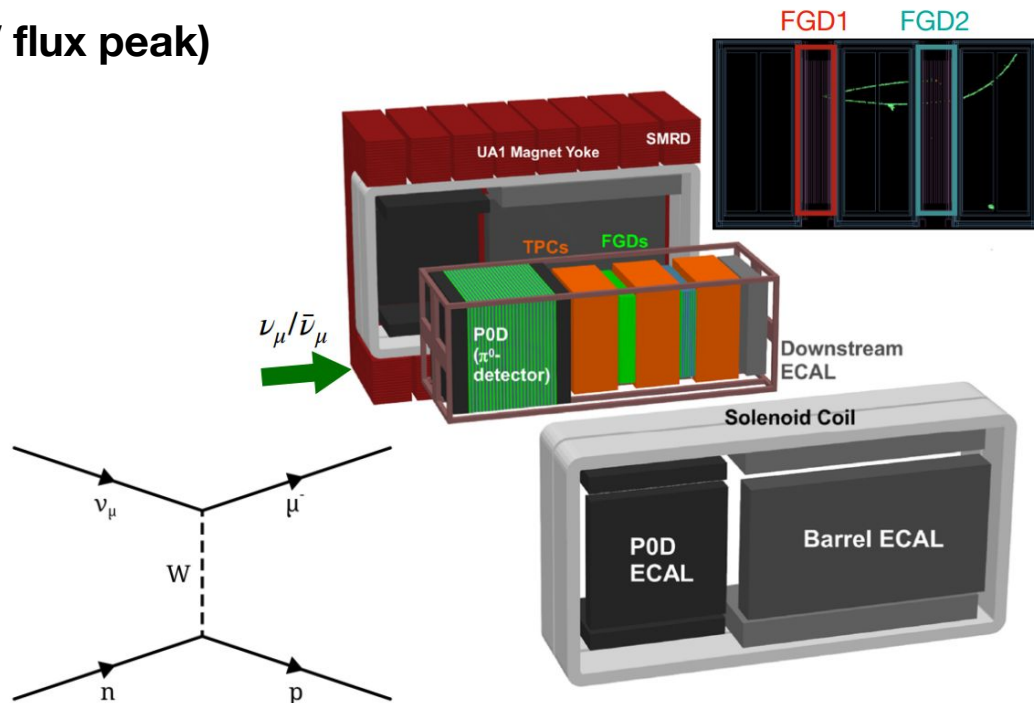 flux peak)
FGD1 FGD2
SMRD
UA1 Magnet Yoke
TPCs FGDs
ν_μ/ν̄_μ
P0D
(π⁰-
detector)
Downstream
ECAL
Solenoid Coil
ν_μ μ⁻
W
P0D
ECAL
Barrel ECAL
n p